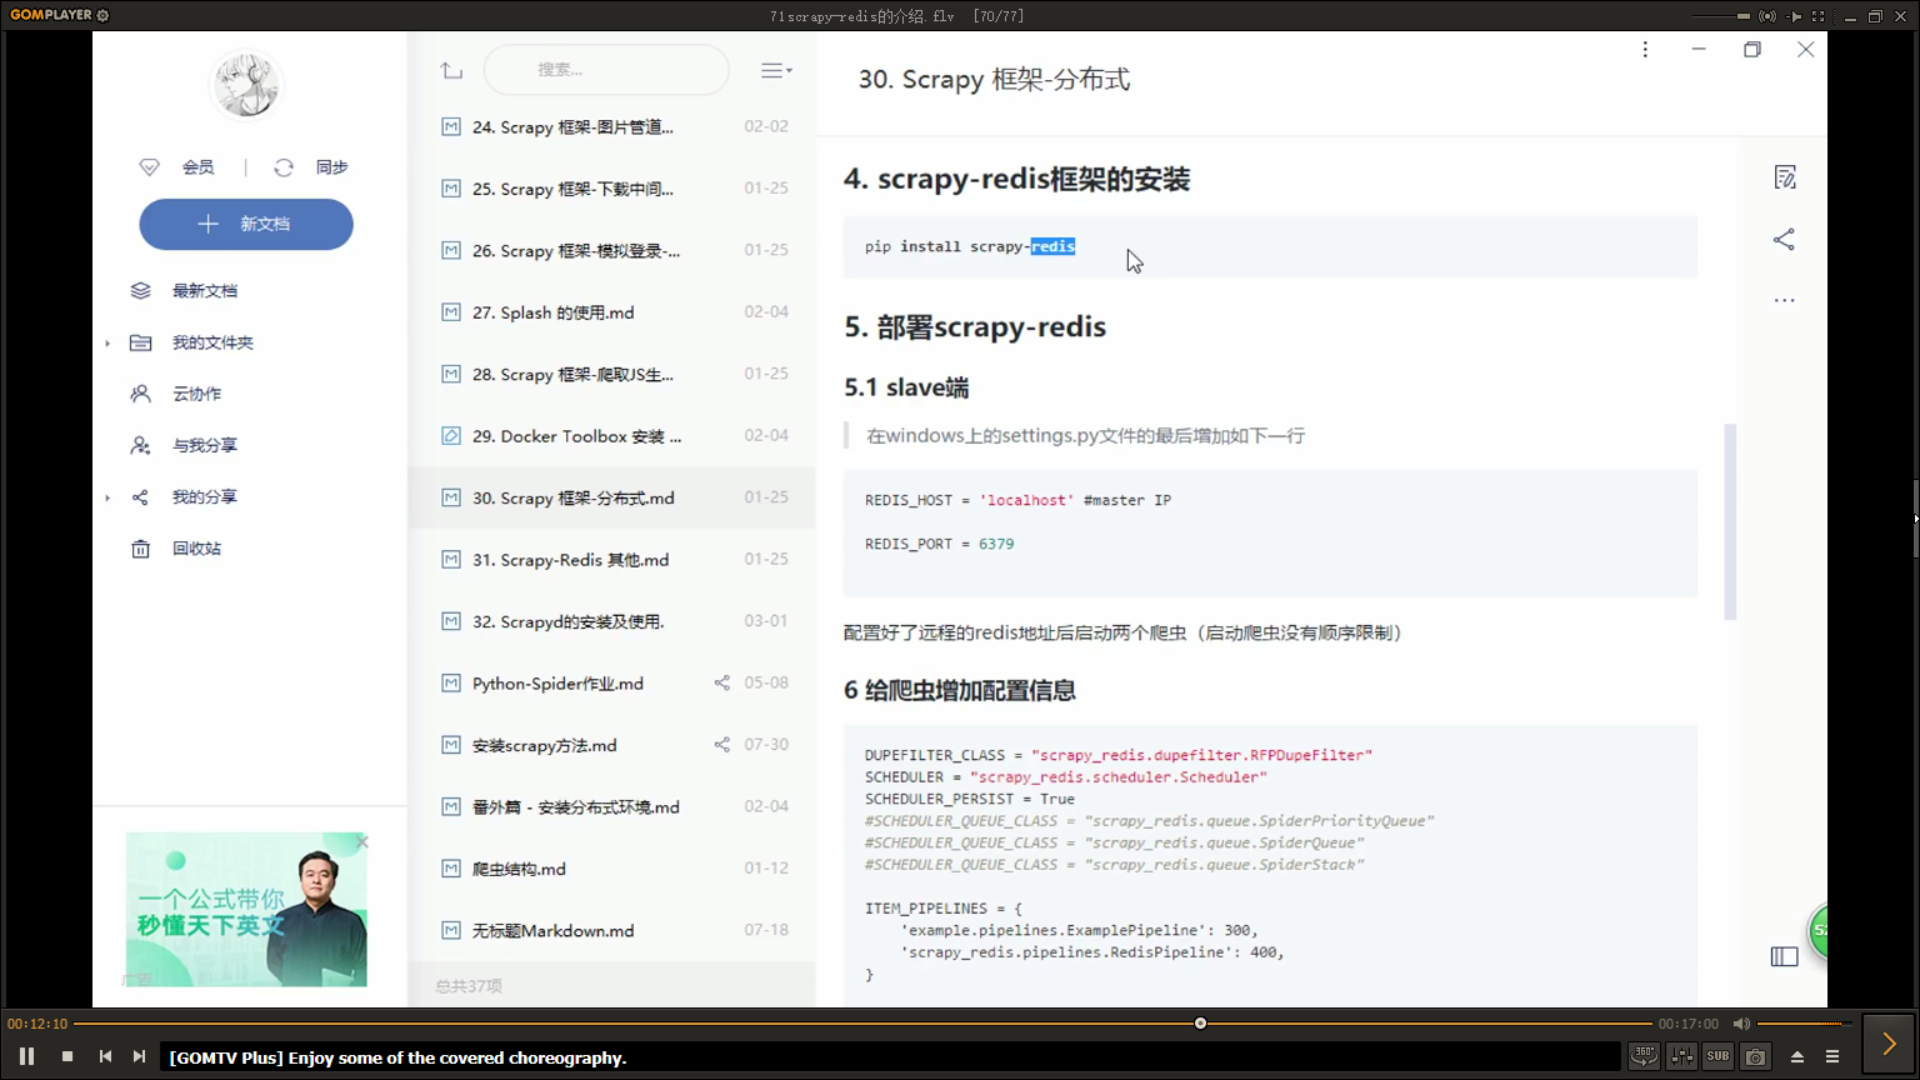 GOMPLAYER
71scrapy-redis的介绍.flv [70/77]
会员 | 同步
新文档
最新文档
我的文件夹
云协作
与我分享
我的分享
回收站
一个公式带你
秒懂天下英文
广告
搜索...
24. Scrapy 框架-图片管道... 02-02
25. Scrapy 框架-下载中间... 01-25
26. Scrapy 框架-模拟登录-... 01-25
27. Splash 的使用.md 02-04
28. Scrapy 框架-爬取JS生... 01-25
29. Docker Toolbox 安装 ... 02-04
30. Scrapy 框架-分布式.md 01-25
31. Scrapy-Redis 其他.md 01-25
32. Scrapyd的安装及使用. 03-01
Python-Spider作业.md 05-08
安装scrapy方法.md 07-30
番外篇 - 安装分布式环境.md 02-04
爬虫结构.md 01-12
无标题Markdown.md 07-18
总共37项
30. Scrapy 框架-分布式
4. scrapy-redis框架的安装
pip install scrapy-redis
5. 部署scrapy-redis
5.1 slave端
在windows上的settings.py文件的最后增加如下一行
REDIS_HOST = 'localhost' #master IP
REDIS_PORT = 6379
配置好了远程的redis地址后启动两个爬虫（启动爬虫没有顺序限制）
6 给爬虫增加配置信息
DUPEFILTER_CLASS = "scrapy_redis.dupefilter.RFPDupeFilter"
SCHEDULER = "scrapy_redis.scheduler.Scheduler"
SCHEDULER_PERSIST = True
#SCHEDULER_QUEUE_CLASS = "scrapy_redis.queue.SpiderPriorityQueue"
#SCHEDULER_QUEUE_CLASS = "scrapy_redis.queue.SpiderQueue"
#SCHEDULER_QUEUE_CLASS = "scrapy_redis.queue.SpiderStack"
ITEM_PIPELINES = {
'example.pipelines.ExamplePipeline': 300,
'scrapy_redis.pipelines.RedisPipeline': 400,
}
00:12:10
00:17:00
[GOMTV Plus] Enjoy some of the covered choreography.
360°
SUB